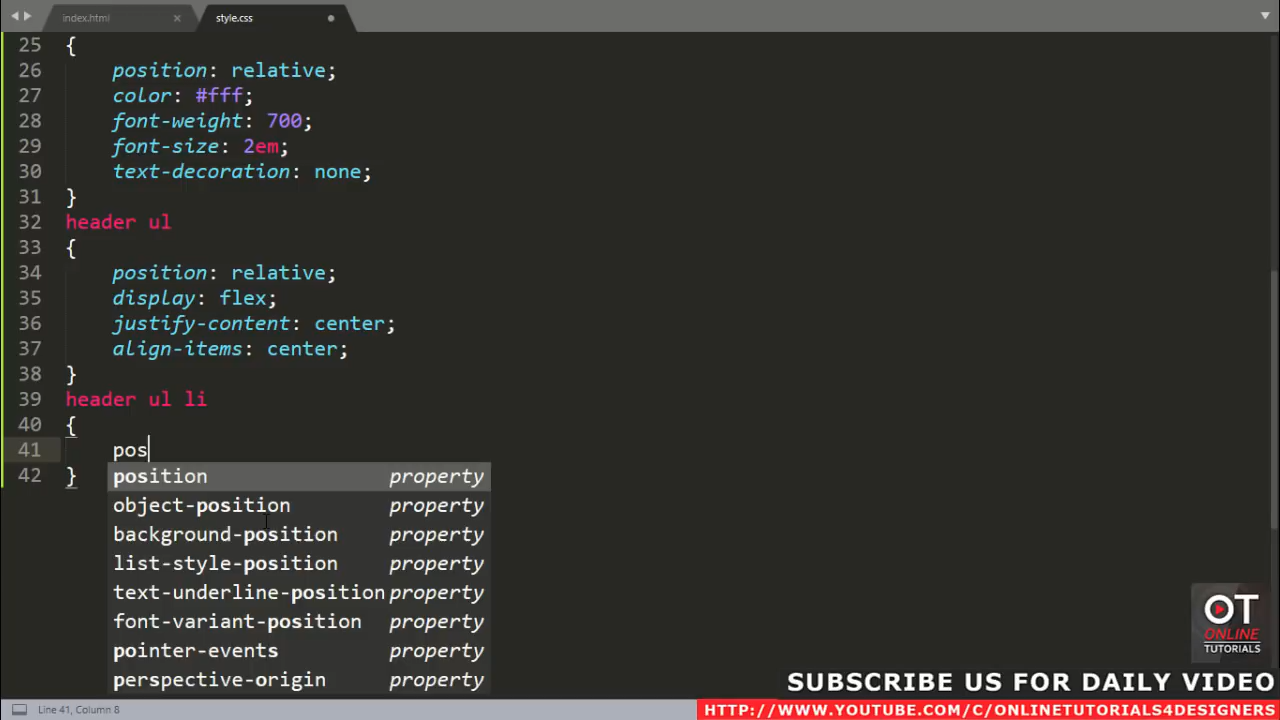 index.html ×
style.css
25 {
26 position: relative;
27 color: #fff;
28 font-weight: 700;
29 font-size: 2em;
30 text-decoration: none;
31 }
32 header ul
33 {
34 position: relative;
35 display: flex;
36 justify-content: center;
37 align-items: center;
38 }
39 header ul li
40 {
41 pos
42 }
position property
object-position property
background-position property
list-style-position property
text-underline-position property
font-variant-position property
pointer-events property
perspective-origin property
OT
ONLINE
TUTORIALS
SUBSCRIBE US FOR DAILY VIDEO
Line 41, Column 8
HTTP://WWW.YOUTUBE.COM/C/ONLINETUTORIALS4DESIGNERS